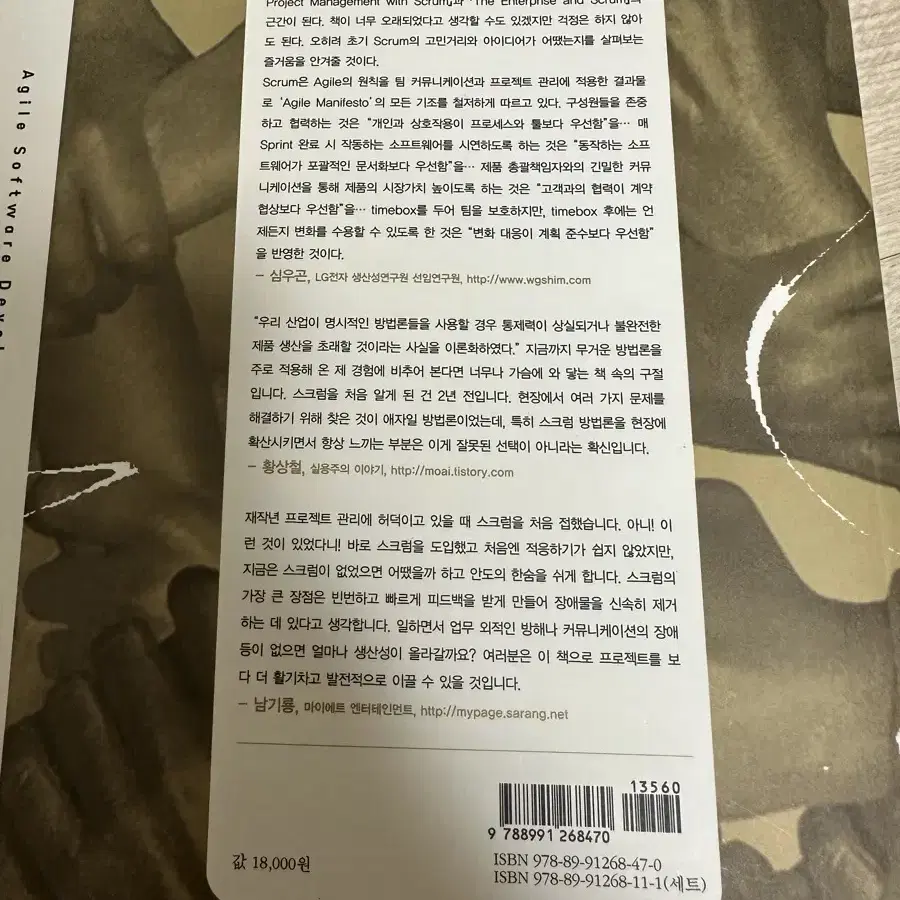 Project Management with Scrum』과 『The Enterprise and Scrum』의
근간이 된다. 책이 너무 오래되었다고 생각할 수도 있겠지만 걱정은 하지 않아
도 된다. 오히려 초기 Scrum의 고민거리와 아이디어가 어땠는지를 살펴보는
즐거움을 안겨줄 것이다.
Scrum은 Agile의 원칙을 팀 커뮤니케이션과 프로젝트 관리에 적용한 결과물
로 ‘Agile Manifesto’의 모든 기조를 철저하게 따르고 있다. 구성원들을 존중
하고 협력하는 것은 “개인과 상호작용이 프로세스와 툴보다 우선함”을… 매
Sprint 완료 시 작동하는 소프트웨어를 시연하도록 하는 것은 “동작하는 소프
트웨어가 포괄적인 문서화보다 우선함”을… 제품 총괄책임자와의 긴밀한 커뮤
니케이션을 통해 제품의 시장가치 높이도록 하는 것은 “고객과의 협력이 계약
협상보다 우선함”을… timebox를 두어 팀을 보호하지만, timebox 후에는 언
제든지 변화를 수용할 수 있도록 한 것은 “변화 대응이 계획 준수보다 우선함”
을 반영한 것이다.
– 심우곤, LG전자 생산성연구원 선임연구원, http://www.wgshim.com
“우리 산업이 명시적인 방법론들을 사용할 경우 통제력이 상실되거나 불완전한
제품 생산을 초래할 것이라는 사실을 이론화하였다.” 지금까지 무거운 방법론을
주로 적용해 온 제 경험에 비추어 본다면 너무나 가슴에 와 닿는 책 속의 구절
입니다. 스크럼을 처음 알게 된 건 2년 전입니다. 현장에서 여러 가지 문제를
해결하기 위해 찾은 것이 애자일 방법론이었는데, 특히 스크럼 방법론을 현장에
확산시키면서 항상 느끼는 부분은 이게 잘못된 선택이 아니라는 확신입니다.
– 황상철, 실용주의 이야기, http://moai.tistory.com
재작년 프로젝트 관리에 허덕이고 있을 때 스크럼을 처음 접했습니다. 아니! 이
런 것이 있었다니! 바로 스크럼을 도입했고 처음엔 적응하기가 쉽지 않았지만,
지금은 스크럼이 없었으면 어땠을까 하고 안도의 한숨을 쉬게 합니다. 스크럼의
가장 큰 장점은 빈번하고 빠르게 피드백을 받게 만들어 장애물을 신속히 제거
하는 데 있다고 생각합니다. 일하면서 업무 외적인 방해나 커뮤니케이션의 장애
등이 없으면 얼마나 생산성이 올라갈까요? 여러분은 이 책으로 프로젝트를 보
다 더 활기차고 발전적으로 이끌 수 있을 것입니다.
– 남기룡, 마이에트 엔터테인먼트, http://mypage.sarang.net
13560
9 788991 268470
값 18,000원
ISBN 978-89-91268-47-0
ISBN 978-89-91268-11-1(세트)
Agile Software